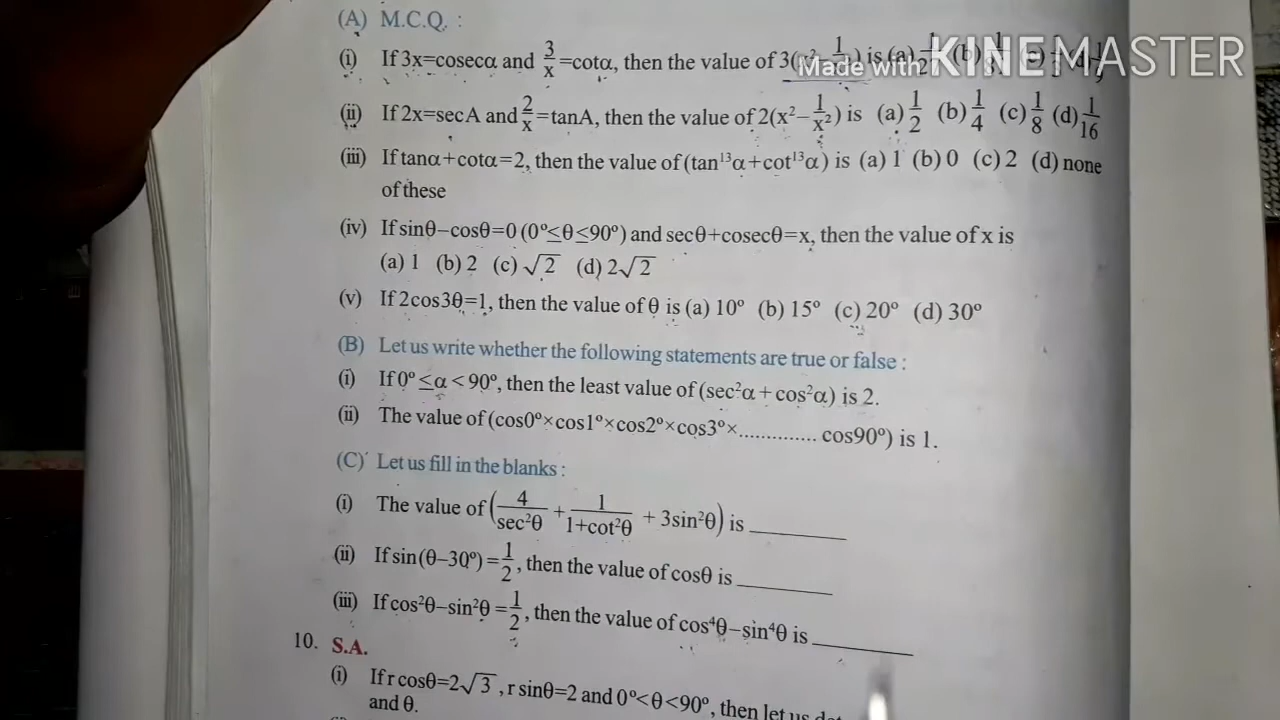 (A) M.C.Q. :
(i) If 3x=cosecα and 3/x=cotα, then the value of 3(
Made with KINEMASTER
(ii) If 2x=secA and 2/x=tanA, then the value of 2(x²−1/x²) is (a) 1/2 (b) 1/4 (c) 1/8 (d) 1/16
(iii) If tanα+cotα=2, then the value of (tan¹³α+cot¹³α) is (a) 1 (b) 0 (c) 2 (d) none
of these
(iv) If sinθ−cosθ=0 (0°≤θ≤90°) and secθ+cosecθ=x, then the value of x is
(a) 1 (b) 2 (c) √2 (d) 2√2
(v) If 2cos3θ=1, then the value of θ is (a) 10° (b) 15° (c) 20° (d) 30°
(B) Let us write whether the following statements are true or false :
(i) If 0°≤α<90°, then the least value of (sec²α+cos²α) is 2.
(ii) The value of (cos0°×cos1°×cos2°×cos3°×.............. cos90°) is 1.
(C) Let us fill in the blanks :
(i) The value of (4/sec²θ + 1/1+cot²θ + 3sin²θ) is ________
(ii) If sin(θ−30°)=1/2, then the value of cosθ is ________
(iii) If cos²θ−sin²θ=1/2, then the value of cos⁴θ−sin⁴θ is ________
10. S.A.
(i) If r cosθ=2√3, r sinθ=2 and 0°<θ<90°, then let us
and θ.